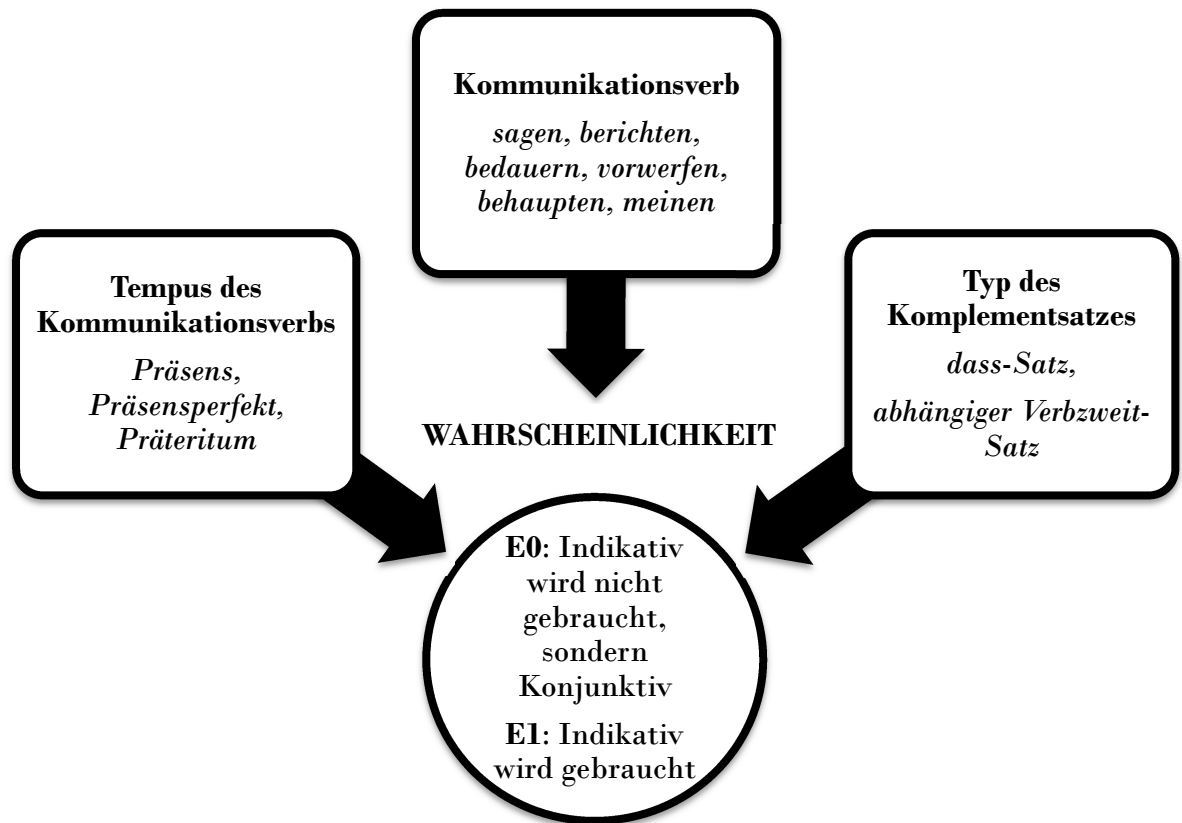 Kommunikationsverb
sagen, berichten,
bedauern, vorwerfen,
behaupten, meinen
Tempus des
Kommunikationsverbs
Präsens,
Präsensperfekt,
Präteritum
Typ des
Komplementsatzes
dass-Satz,
abhängiger Verbzweit-
Satz
WAHRSCHEINLICHKEIT
E0: Indikativ
wird nicht
gebraucht,
sondern
Konjunktiv
E1: Indikativ
wird gebraucht